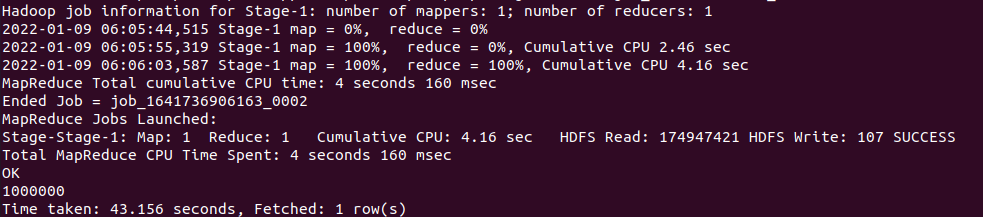 Hadoop job information for Stage-1: number of mappers: 1; number of reducers: 1
2022-01-09 06:05:44,515 Stage-1 map = 0%,  reduce = 0%
2022-01-09 06:05:55,319 Stage-1 map = 100%,  reduce = 0%, Cumulative CPU 2.46 sec
2022-01-09 06:06:03,587 Stage-1 map = 100%,  reduce = 100%, Cumulative CPU 4.16 sec
MapReduce Total cumulative CPU time: 4 seconds 160 msec
Ended Job = job_1641736906163_0002
MapReduce Jobs Launched:
Stage-Stage-1: Map: 1  Reduce: 1   Cumulative CPU: 4.16 sec   HDFS Read: 174947421 HDFS Write: 107 SUCCESS
Total MapReduce CPU Time Spent: 4 seconds 160 msec
OK
1000000
Time taken: 43.156 seconds, Fetched: 1 row(s)